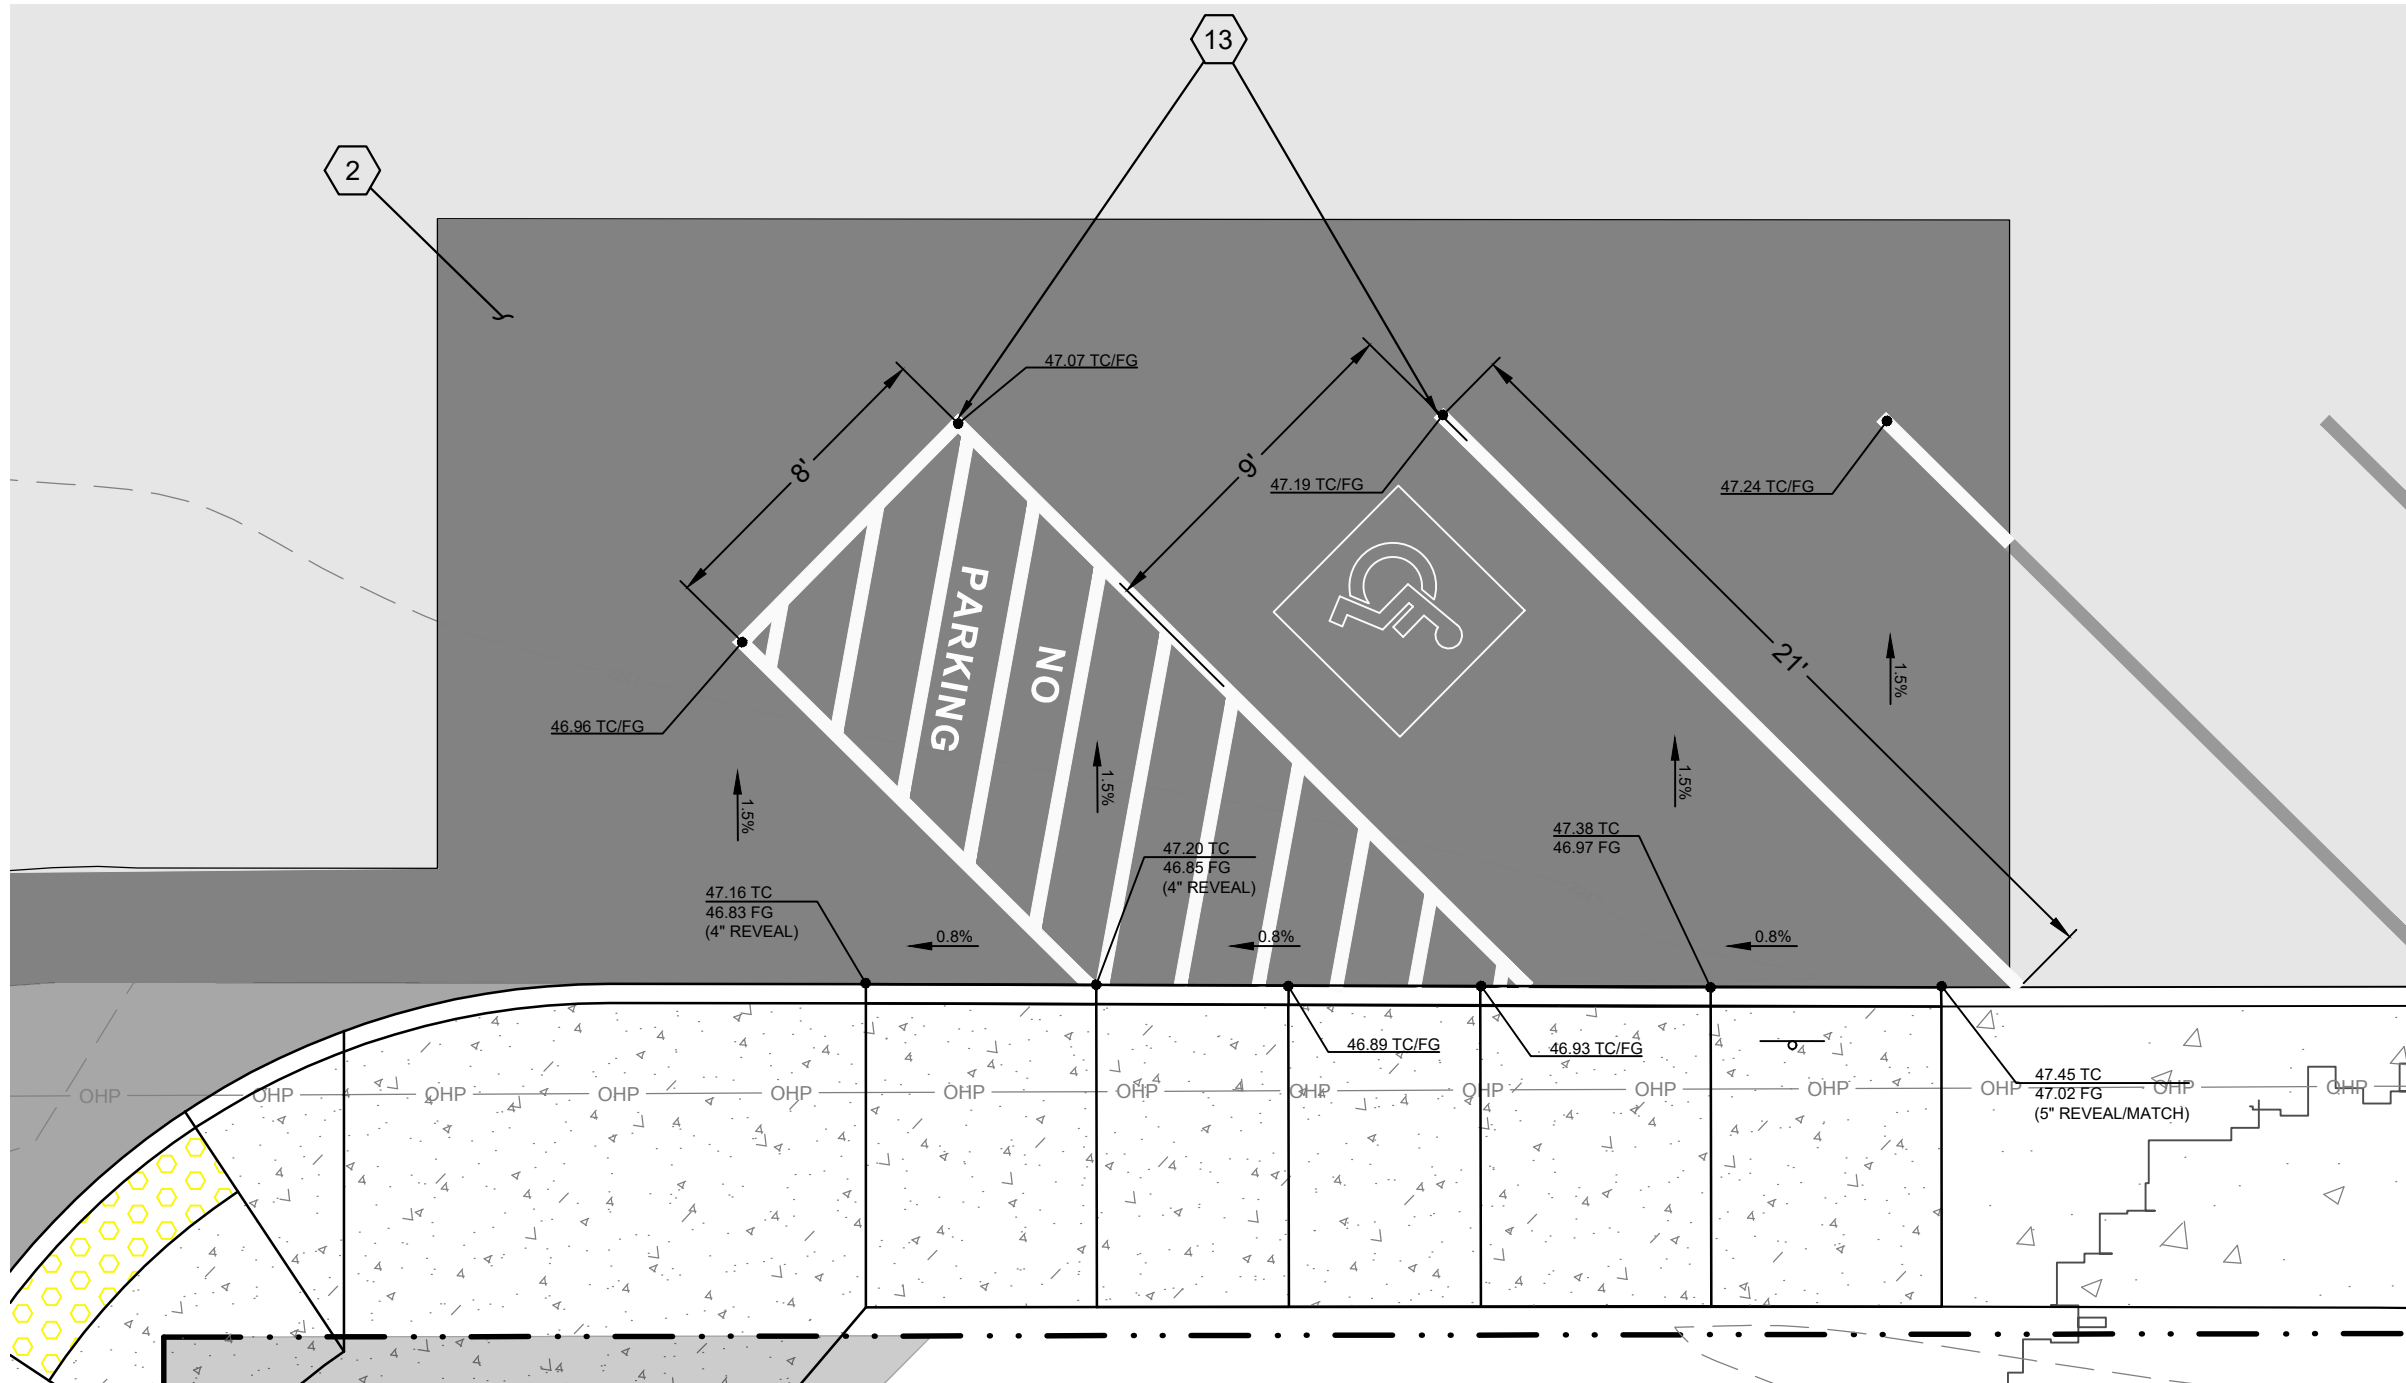 13
2
47.07 TC/FG
8'
9'
47.19 TC/FG
47.24 TC/FG
21'
NO
PARKING
46.96 TC/FG
1.5%
1.5%
1.5%
1.5%
47.20 TC
46.85 FG
(4" REVEAL)
47.38 TC
46.97 FG
47.16 TC
46.83 FG
(4" REVEAL)
0.8%
0.8%
0.8%
46.89 TC/FG
46.93 TC/FG
47.45 TC
47.02 FG
(5" REVEAL/MATCH)
OHP OHP OHP OHP OHP OHP OHP OHP OHP OHP OHP OHP OHP OHP